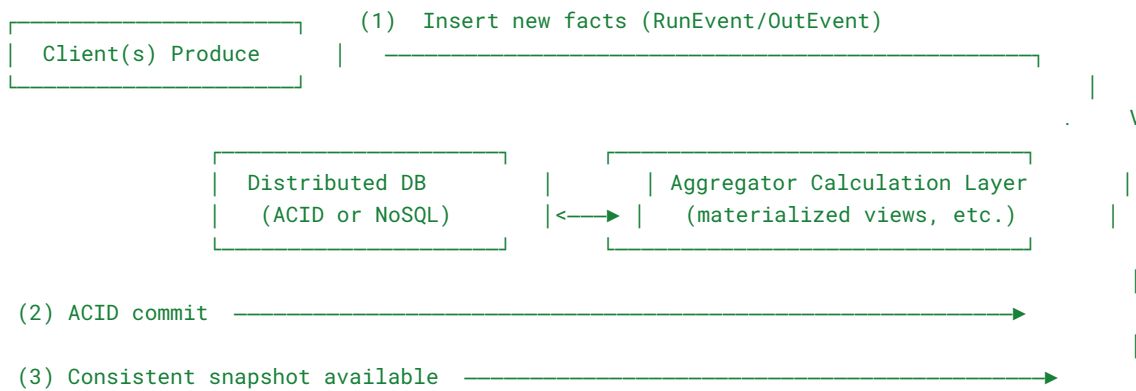 (1) Insert new facts (RunEvent/OutEvent)
Client(s) Produce
V
Distributed DB
Aggregator Calculation Layer
(ACID or NoSQL)
(materialized views, etc.)
(2) ACID commit
(3) Consistent snapshot available